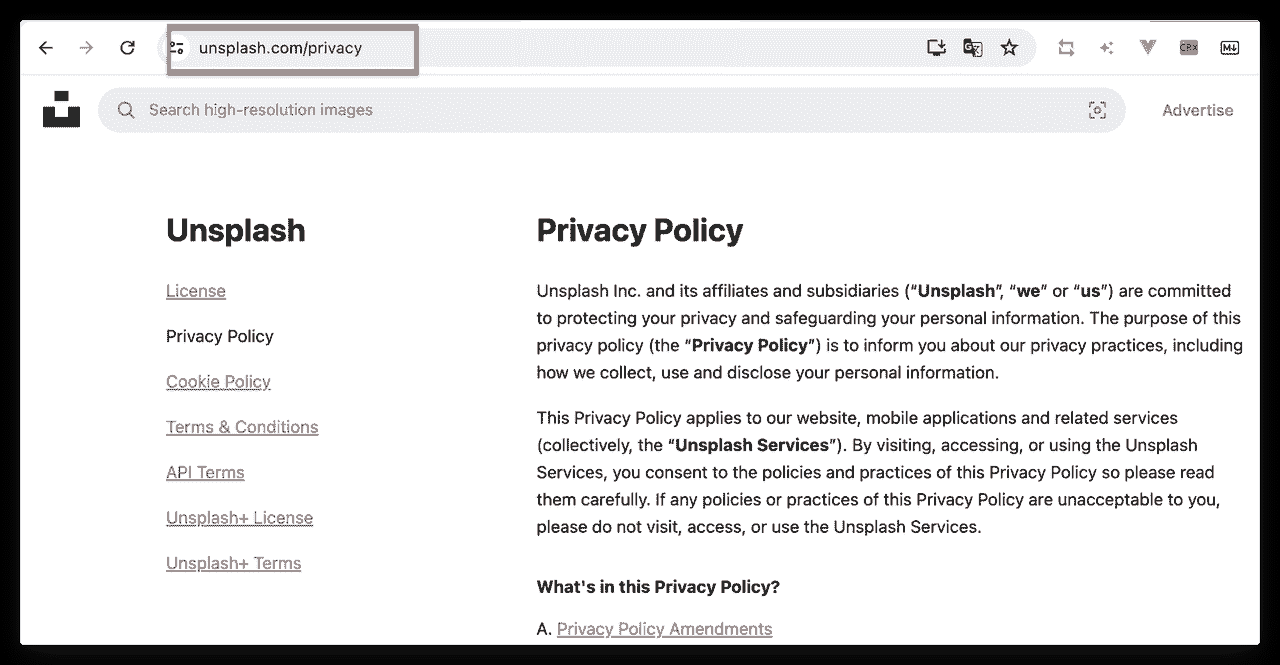 unsplash.com/privacy
CRX
M↓
Search high-resolution images
Advertise
Unsplash
License
Privacy Policy
Cookie Policy
Terms & Conditions
API Terms
Unsplash+ License
Unsplash+ Terms
Privacy Policy
Unsplash Inc. and its affiliates and subsidiaries (“Unsplash”, “we” or “us”) are committed
to protecting your privacy and safeguarding your personal information. The purpose of this
privacy policy (the “Privacy Policy”) is to inform you about our privacy practices, including
how we collect, use and disclose your personal information.
This Privacy Policy applies to our website, mobile applications and related services
(collectively, the “Unsplash Services”). By visiting, accessing, or using the Unsplash
Services, you consent to the policies and practices of this Privacy Policy so please read
them carefully. If any policies or practices of this Privacy Policy are unacceptable to you,
please do not visit, access, or use the Unsplash Services.
What's in this Privacy Policy?
A. Privacy Policy Amendments